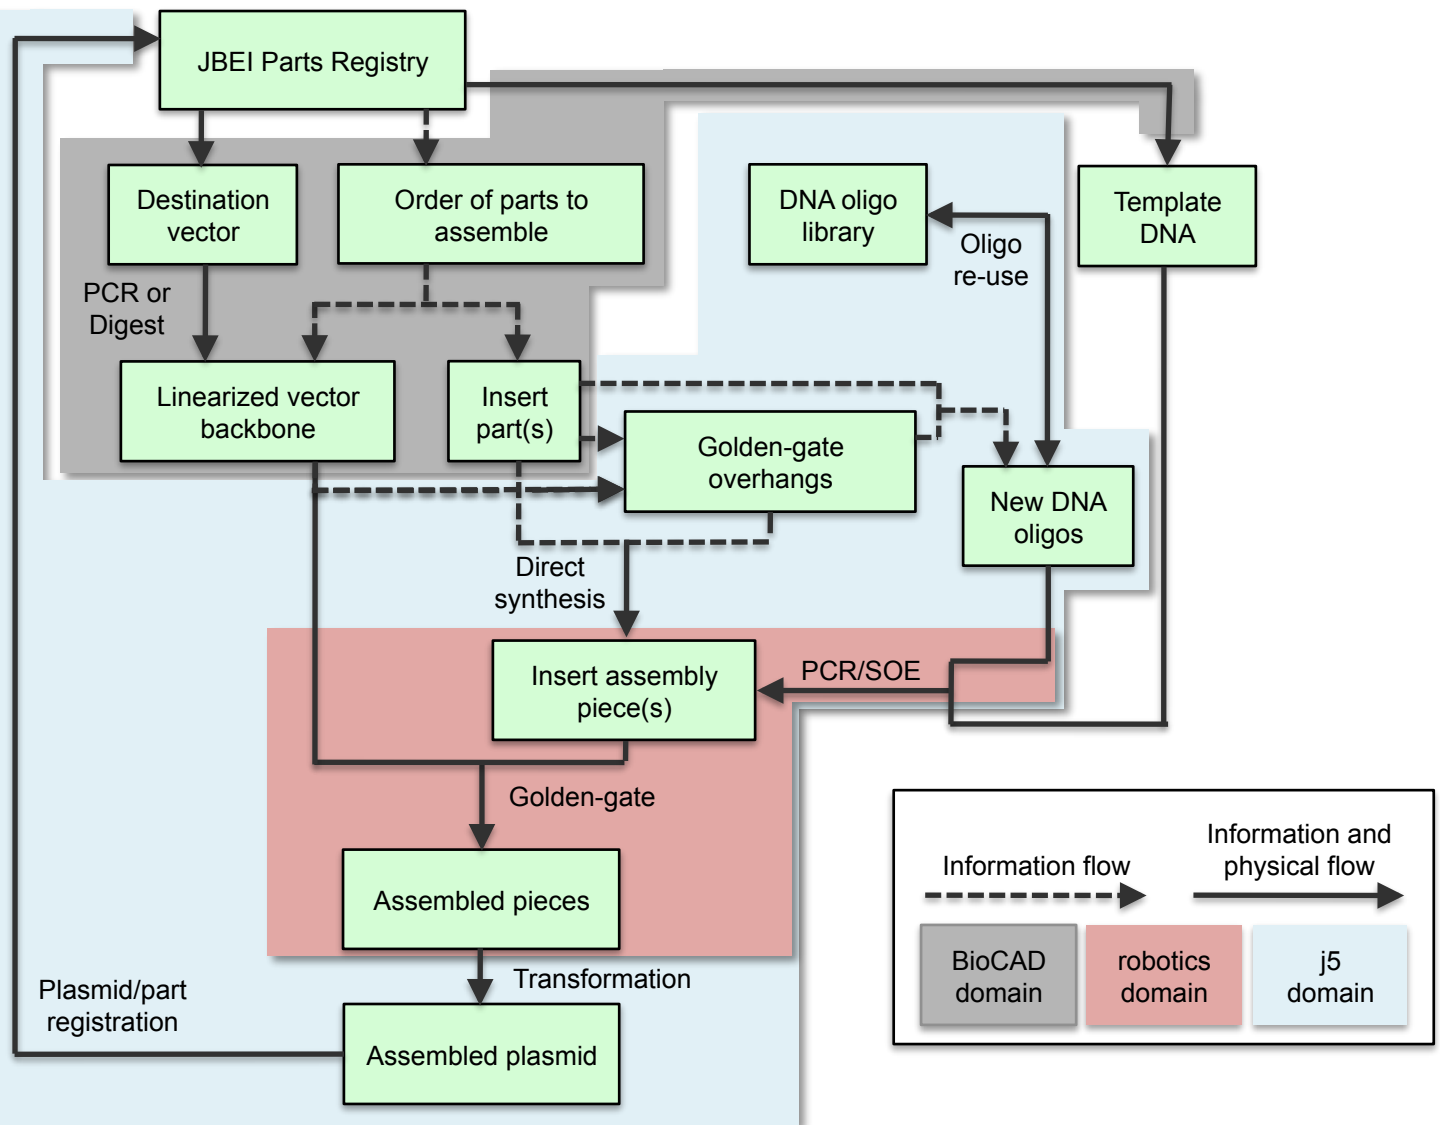 JBEI Parts Registry
Destination
vector
Order of parts to
assemble
DNA oligo
library
Template
DNA
Oligo
re-use
PCR or
Digest
Linearized vector
backbone
Insert
part(s)
Golden-gate
overhangs
New DNA
oligos
Direct
synthesis
Insert assembly
piece(s)
PCR/SOE
Golden-gate
Assembled pieces
Transformation
Plasmid/part
registration
Assembled plasmid
Information flow
Information and
physical flow
BioCAD
domain
robotics
domain
j5
domain